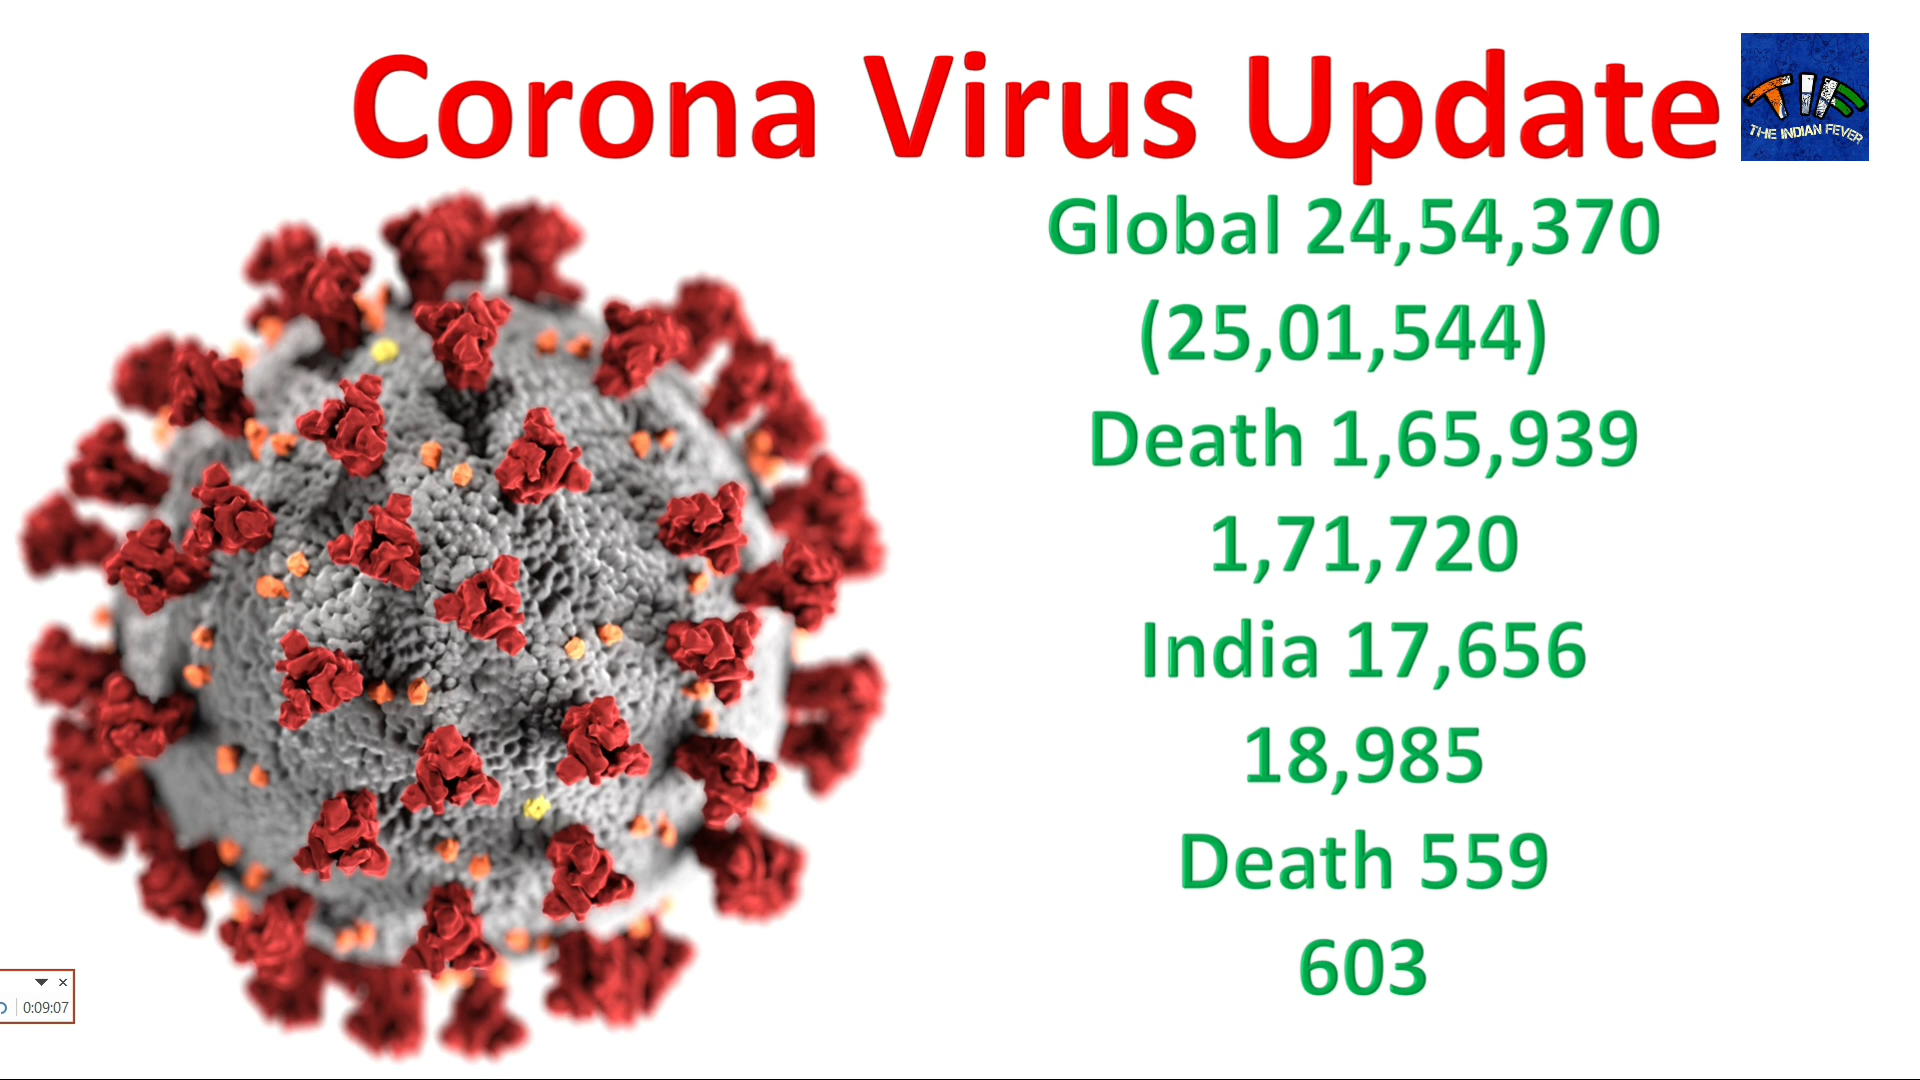 Corona Virus Update
TIF
THE INDIAN FEVER
Global 24,54,370
(25,01,544)
Death 1,65,939
1,71,720
India 17,656
18,985
Death 559
603
0:09:07